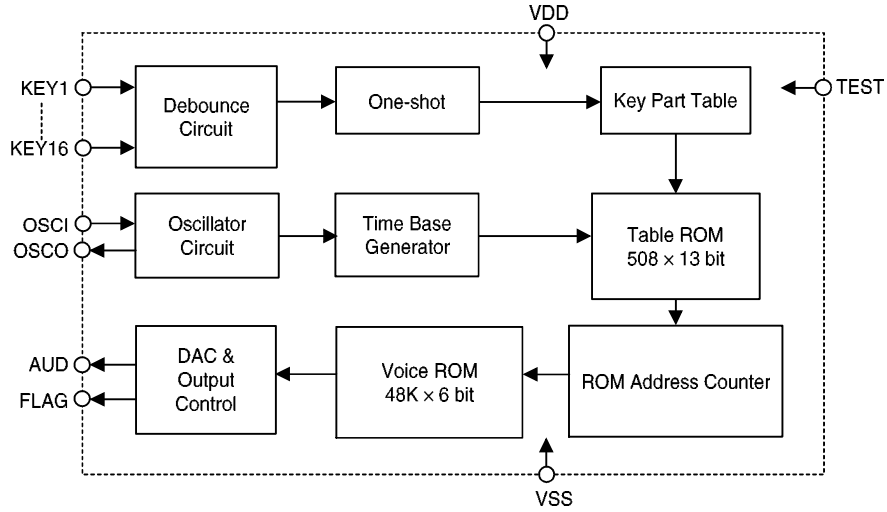 VDD
KEY1
KEY16
Debounce
Circuit
One-shot
Key Part Table
TEST
OSCI
OSCO
Oscillator
Circuit
Time Base
Generator
Table ROM
508 × 13 bit
AUD
FLAG
DAC &
Output
Control
Voice ROM
48K × 6 bit
ROM Address Counter
VSS